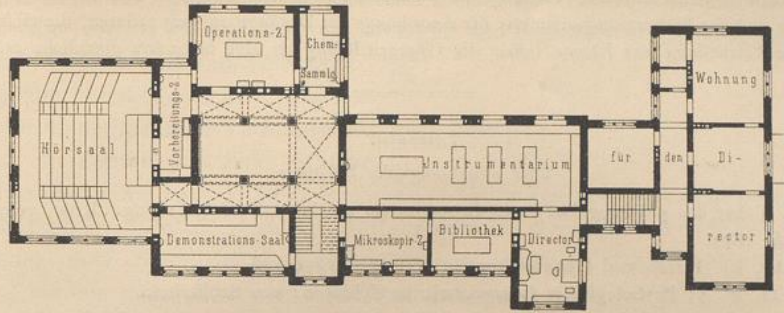 Operations-Z.
Chem.
Sammlg.
Hörsaal
Vorbereitungs-Z.
Instrumentarium
Demonstrations-Saal
Mikroskopir-Z.
Bibliothek
Director
Wohnung
für den Di-
rector